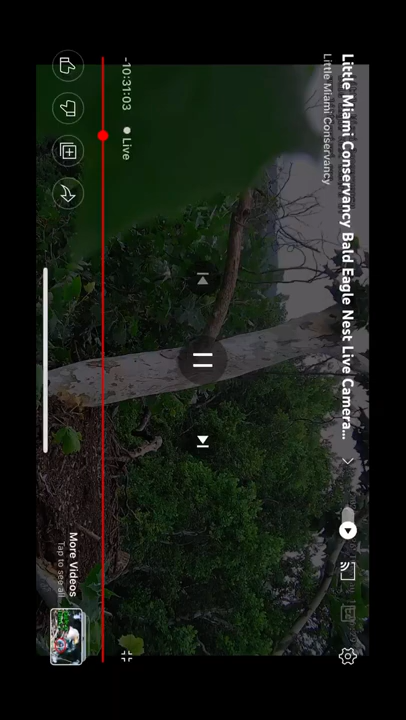 Little Miami Conservancy Bald Eagle Nest Live Camera...
Little Miami Conservancy
-10:31:03
Live
More Videos
Tap to see all